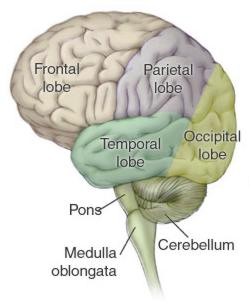 Frontal
lobe
Parietal
lobe
Temporal
lobe
Occipital
lobe
Pons
Medulla
oblongata
Cerebellum